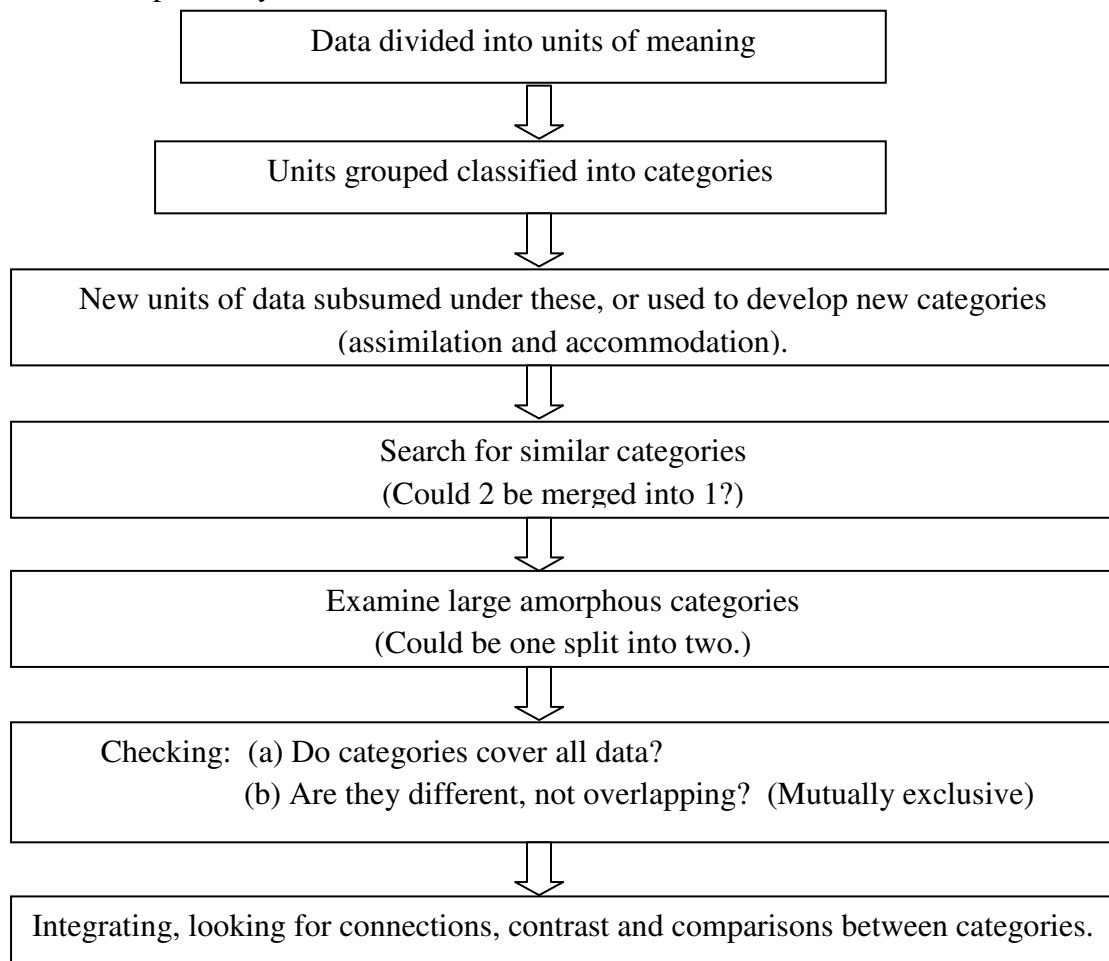 Data divided into units of meaning
Units grouped classified into categories
New units of data subsumed under these, or used to develop new categories
(assimilation and accommodation).
Search for similar categories
(Could 2 be merged into 1?)
Examine large amorphous categories
(Could be one split into two.)
Checking: (a) Do categories cover all data?
(b) Are they different, not overlapping? (Mutually exclusive)
Integrating, looking for connections, contrast and comparisons between categories.